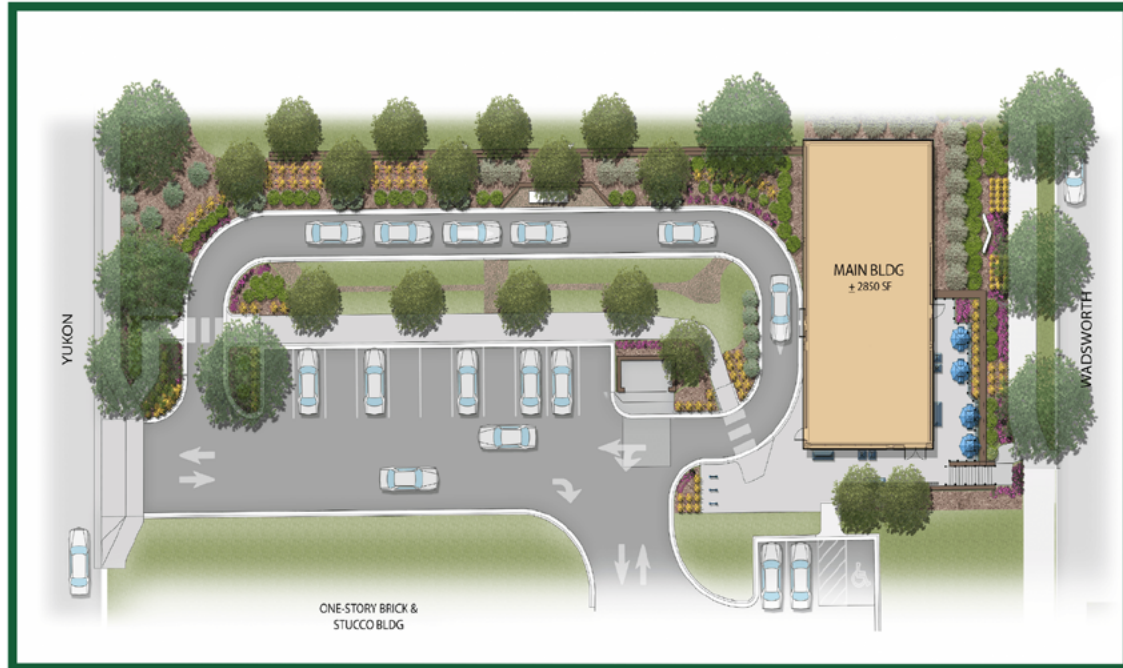 YUKON
MAIN BLDG
± 2850 SF
WADSWORTH
ONE-STORY BRICK &
STUCCO BLDG